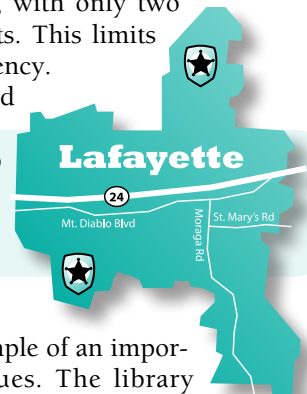 with only two
ts. This limits
ency.
d
Lafayette
24
Mt. Diablo Blvd
Moraga Rd
St. Mary's Rd
mple of an impor-
ues. The library